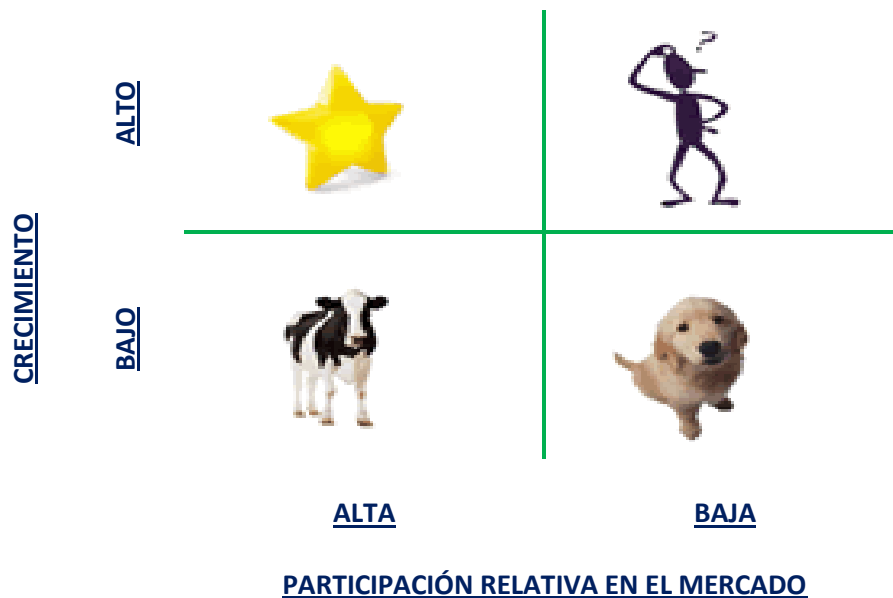 ALTO
CRECIMIENTO
BAJO
ALTA
BAJA
PARTICIPACIÓN RELATIVA EN EL MERCADO
?